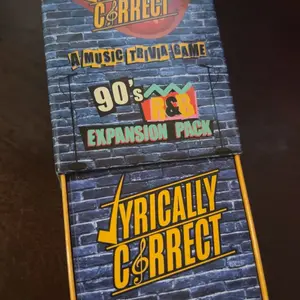 CORRECT
A MUSIC TRIVIA GAME
90's R&B
EXPANSION PACK
LYRICALLY
CORRECT